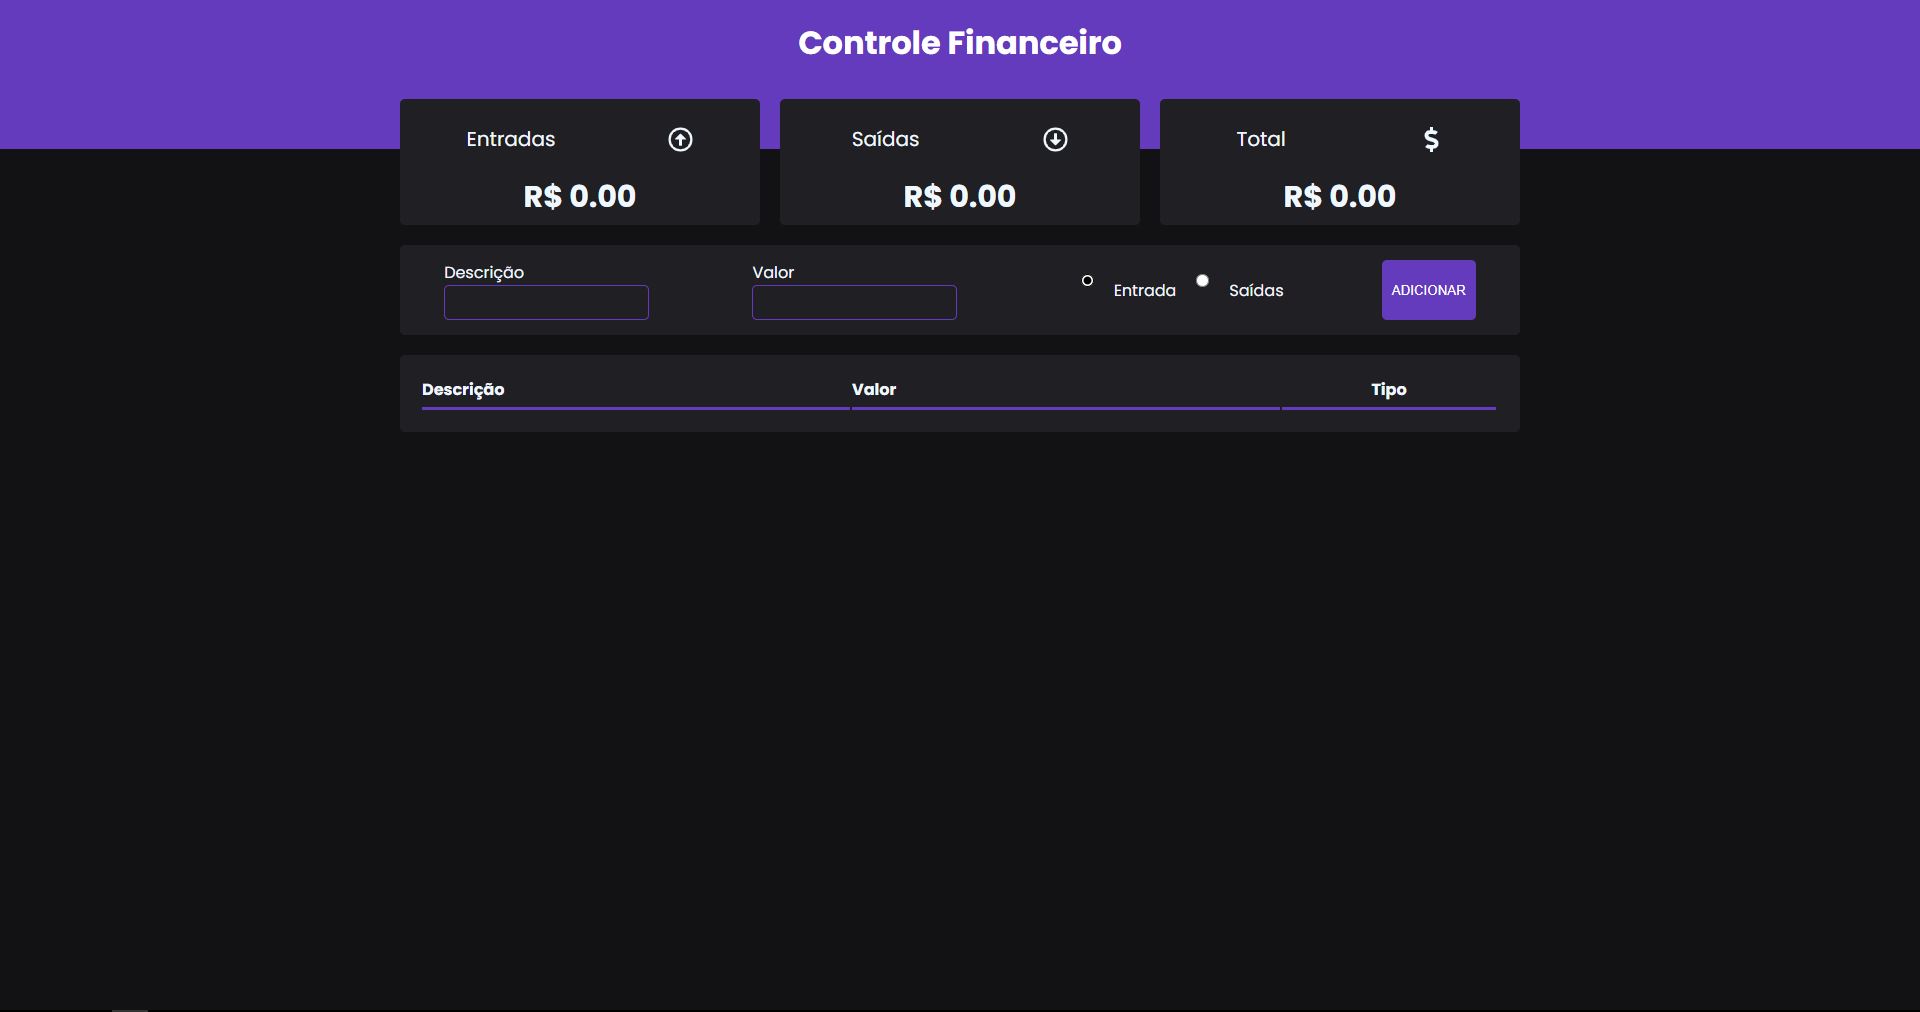 Controle Financeiro
Entradas
R$ 0.00
Saídas
R$ 0.00
Total
R$ 0.00
Descrição
Valor
Entrada Saídas
ADICIONAR
Descrição Valor Tipo